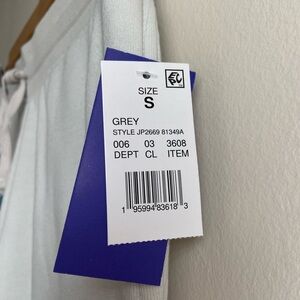 SIZE
S
GREY
STYLE JP2669 81349A
006 03 3608
DEPT CL ITEM
1 95994 83618 3